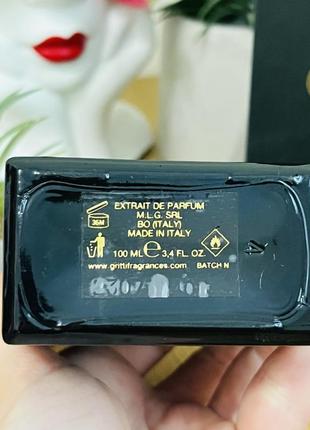 EXTRAIT DE PARFUM
36M
M.L.G. SRL
BO (ITALY)
MADE IN ITALY
100 ML e 3,4 FL. OZ.
www.grittifragrances.com BATCH N